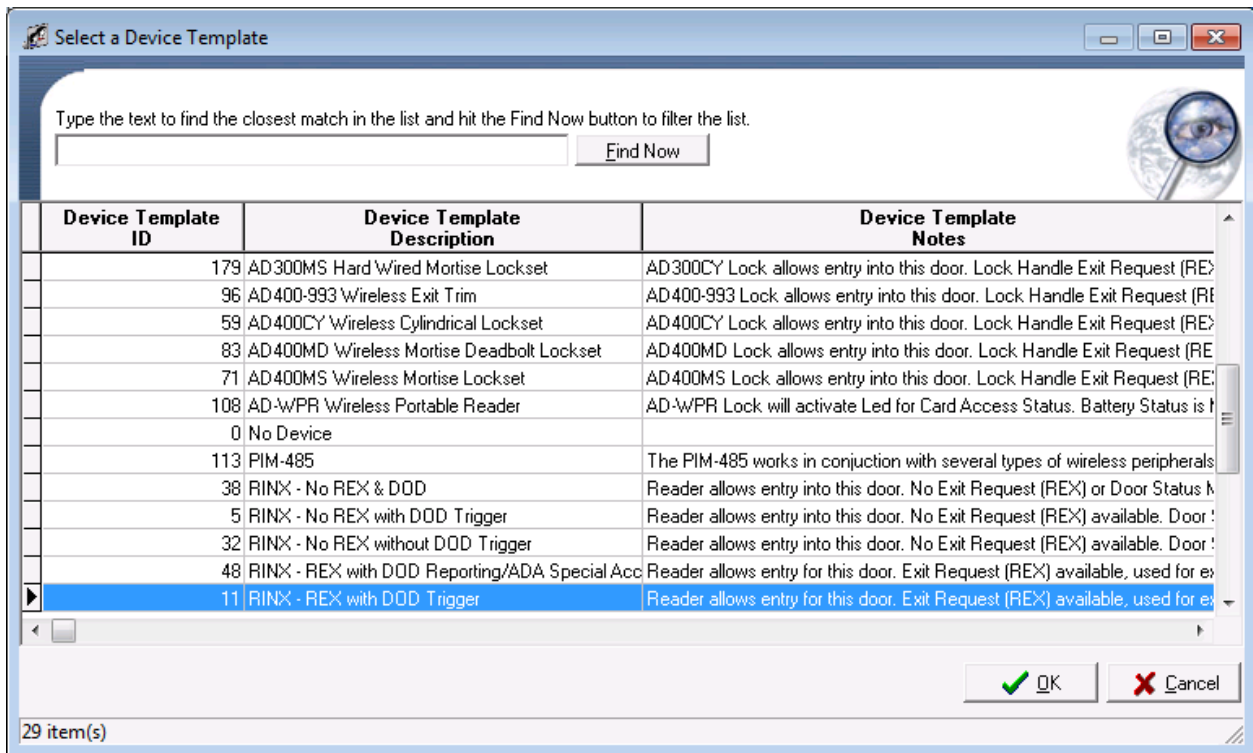 Select a Device Template
Type the text to find the closest match in the list and hit the Find Now button to filter the list.
Find Now
Device Template ID Device Template Description Device Template Notes
179 AD300MS Hard Wired Mortise Lockset AD300CY Lock allows entry into this door. Lock Handle Exit Request (REX
96 AD400-993 Wireless Exit Trim AD400-993 Lock allows entry into this door. Lock Handle Exit Request (RE
59 AD400CY Wireless Cylindrical Lockset AD400CY Lock allows entry into this door. Lock Handle Exit Request (REX
83 AD400MD Wireless Mortise Deadbolt Lockset AD400MD Lock allows entry into this door. Lock Handle Exit Request (RE
71 AD400MS Wireless Mortise Lockset AD400MS Lock allows entry into this door. Lock Handle Exit Request (RE
108 AD-WPR Wireless Portable Reader AD-WPR Lock will activate Led for Card Access Status. Battery Status is
0 No Device
113 PIM-485 The PIM-485 works in conjuction with several types of wireless peripherals
38 RINX - No REX & DOD Reader allows entry into this door. No Exit Request (REX) or Door Status
5 RINX - No REX with DOD Trigger Reader allows entry into this door. No Exit Request (REX) available. Door
32 RINX - No REX without DOD Trigger Reader allows entry into this door. No Exit Request (REX) available. Door
48 RINX - REX with DOD Reporting/ADA Special Acc Reader allows entry for this door. Exit Request (REX) available, used for ex
11 RINX - REX with DOD Trigger Reader allows entry for this door. Exit Request (REX) available, used for ex
OK Cancel
29 item(s)